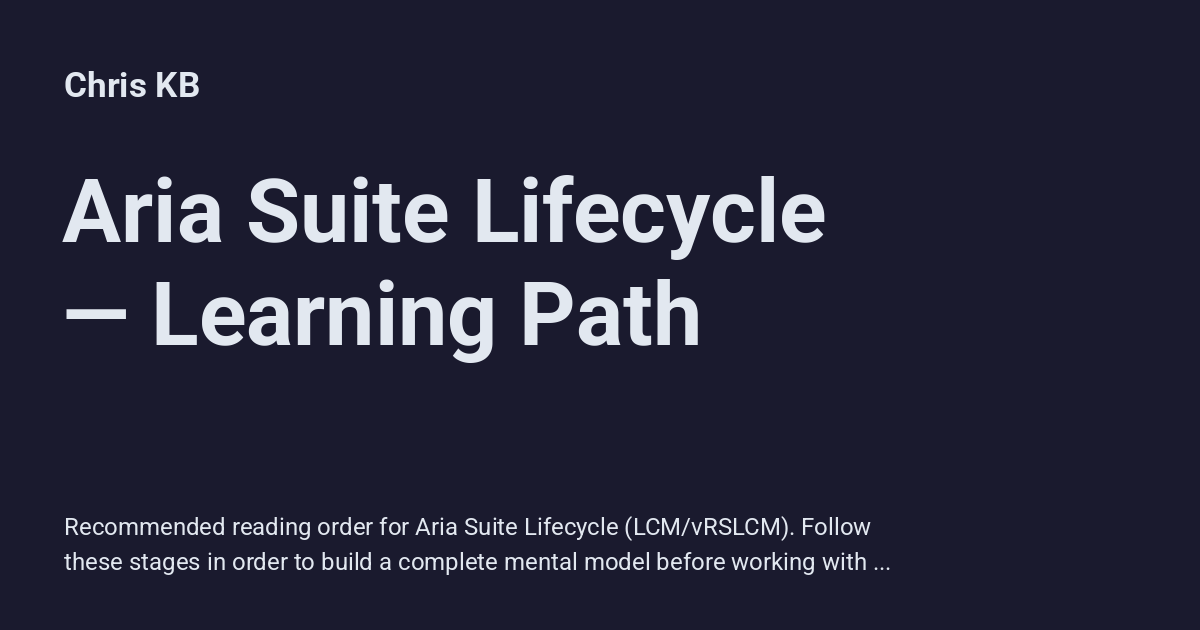 Chris KB
Aria Suite Lifecycle
— Learning Path
Recommended reading order for Aria Suite Lifecycle (LCM/vRSLCM). Follow
these stages in order to build a complete mental model before working with ...